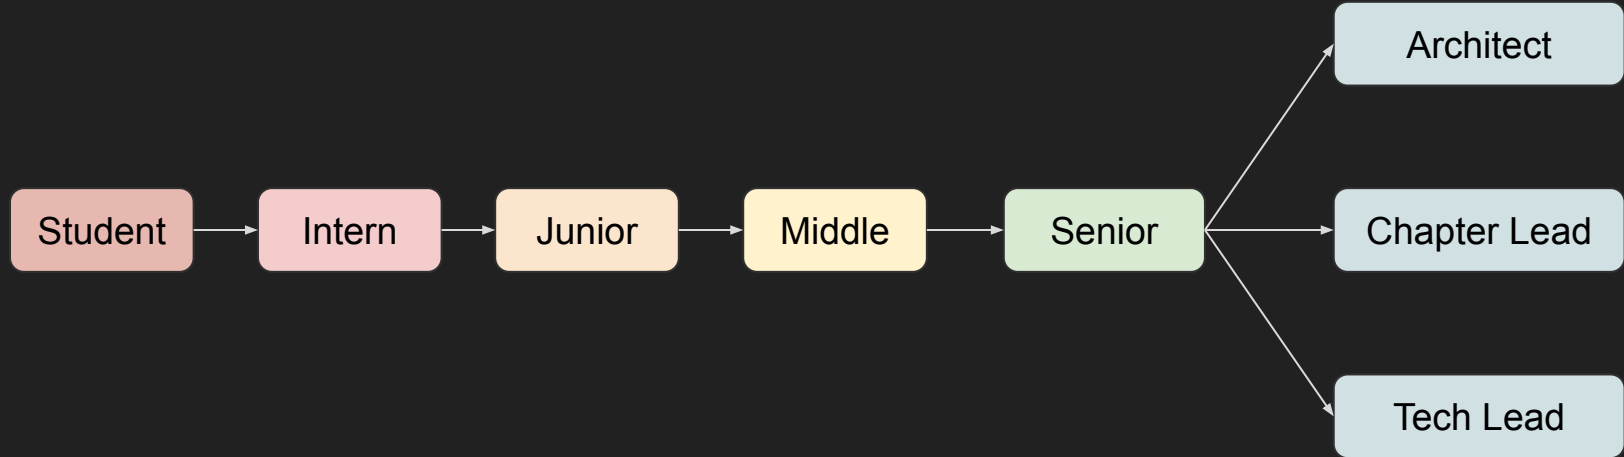 Student
Intern
Junior
Middle
Senior
Architect
Chapter Lead
Tech Lead